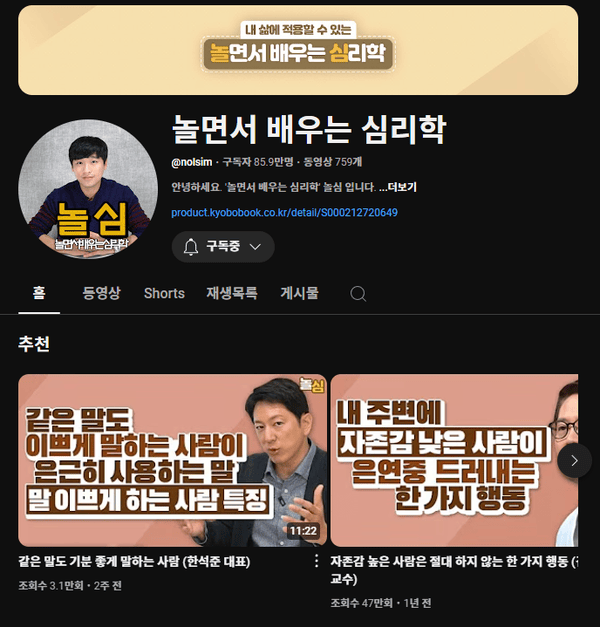 내 삶에 적용할 수 있는
놀면서 배우는 심리학
놀면서 배우는 심리학
@nolsim · 구독자 85.9만명 · 동영상 759개
안녕하세요. '놀면서 배우는 심리학' 놀심 입니다. ...더보기
product.kyobobook.co.kr/detail/S000212720649
놀심
놀면서배우는심리학
구독중
홈 동영상 Shorts 재생목록 게시물
추천
놀심
같은 말도
이쁘게 말하는 사람이
은근히 사용하는 말
말 이쁘게 하는 사람 특징
11:22
같은 말도 기분 좋게 말하는 사람 (한석준 대표)
조회수 3.1만회 · 2주 전
내 주변에
자존감 낮은 사람이
은연중 드러내는
한 가지 행동
자존감 높은 사람은 절대 하지 않는 한 가지 행동
교수)
조회수 47만회 · 1년 전